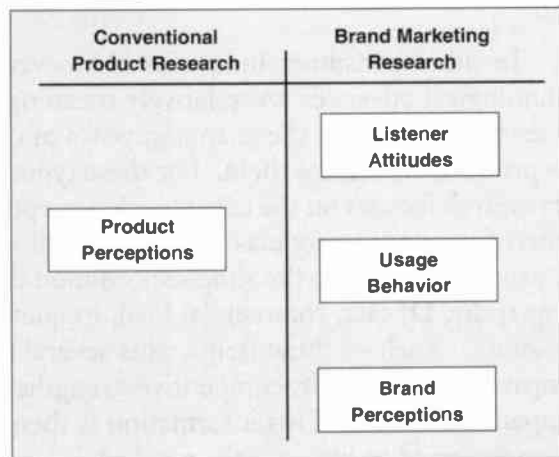 Conventional
Product Research
Brand Marketing
Research
Listener
Attitudes
Product
Perceptions
Usage
Behavior
Brand
Perceptions